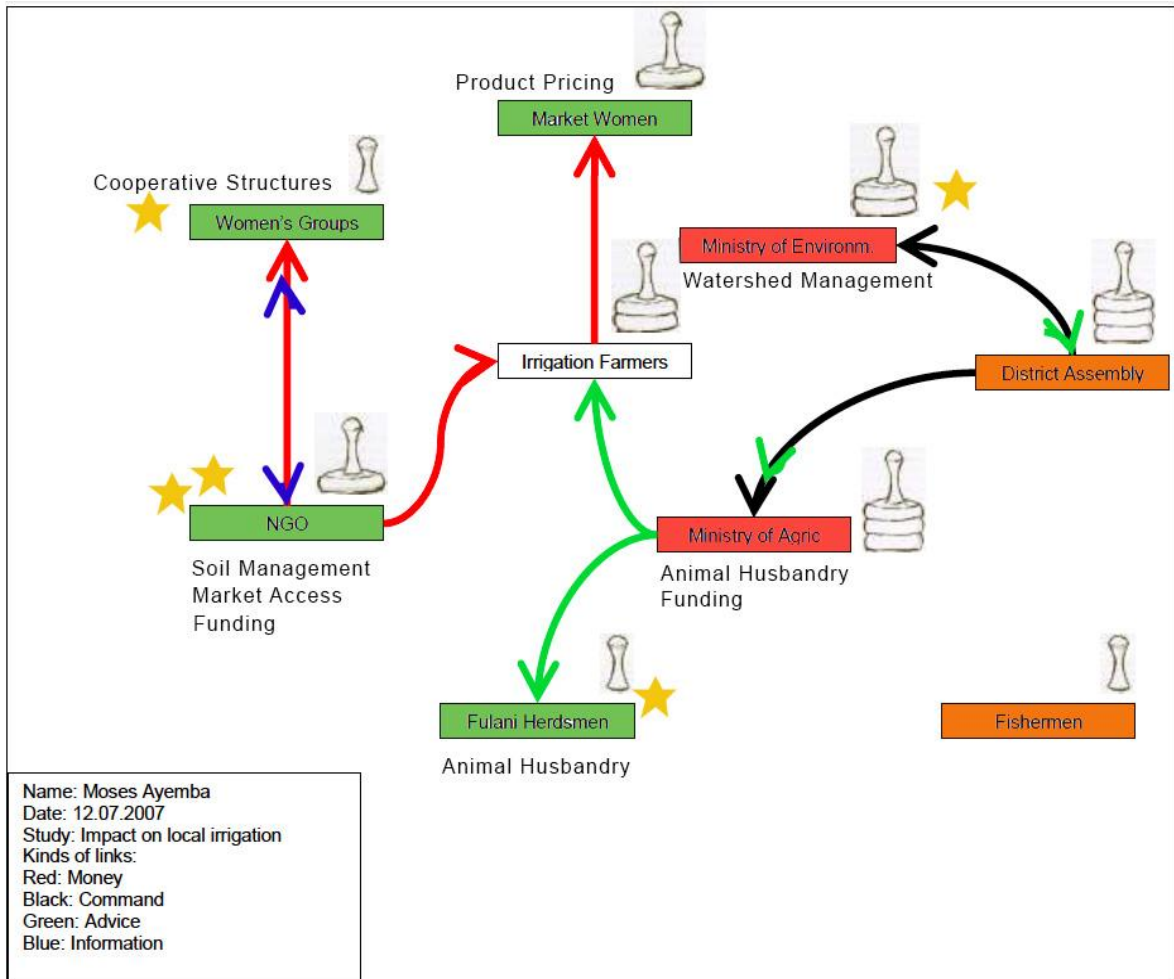 Product Pricing
Market Women
Cooperative Structures
Women's Groups
Ministry of Environm.
Watershed Management
Irrigation Farmers
District Assembly
NGO
Soil Management
Market Access
Funding
Ministry of Agric
Animal Husbandry
Funding
Fulani Herdsmen
Animal Husbandry
Fishermen
Name: Moses Ayemba
Date: 12.07.2007
Study: Impact on local irrigation
Kinds of links:
Red: Money
Black: Command
Green: Advice
Blue: Information